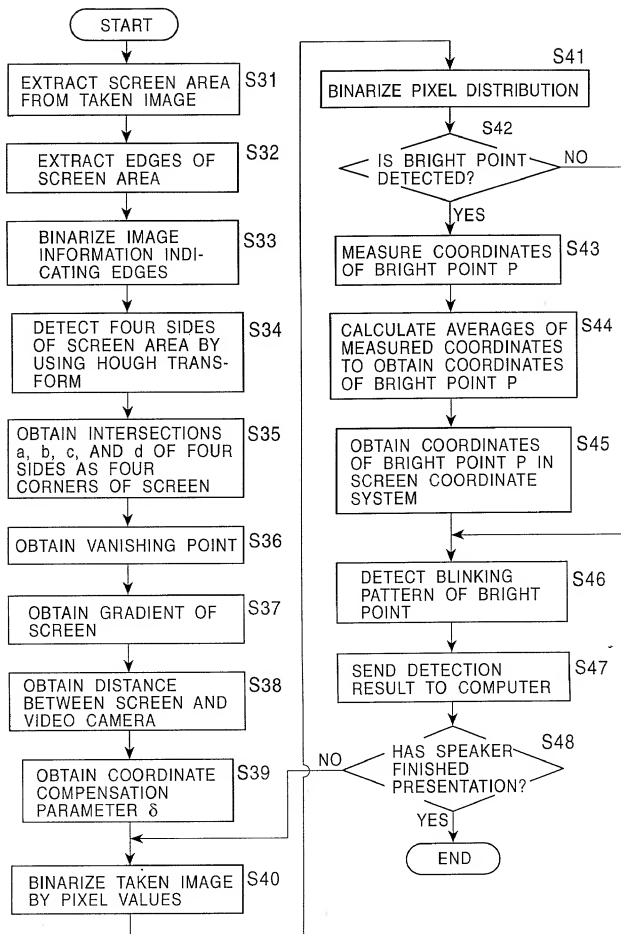 START
EXTRACT SCREEN AREA
FROM TAKEN IMAGE
S31
EXTRACT EDGES OF
SCREEN AREA
S32
BINARIZE IMAGE
INFORMATION INDI-
CATING EDGES
S33
DETECT FOUR SIDES
OF SCREEN AREA BY
USING HOUGH TRANS-
FORM
S34
OBTAIN INTERSECTIONS
a, b, c, and d OF FOUR
SIDES AS FOUR
CORNERS OF SCREEN
S35
OBTAIN VANISHING POINT
S36
OBTAIN GRADIENT OF
SCREEN
S37
OBTAIN DISTANCE
BETWEEN SCREEN AND
VIDEO CAMERA
S38
OBTAIN COORDINATE
COMPENSATION
PARAMETER δ
S39
BINARIZE TAKEN IMAGE
BY PIXEL VALUES
S40
S41
BINARIZE PIXEL DISTRIBUTION
S42
IS BRIGHT POINT
DETECTED?
NO
YES
MEASURE COORDINATES
OF BRIGHT POINT P
S43
CALCULATE AVERAGES OF
MEASURED COORDINATES
TO OBTAIN COORDINATES
OF BRIGHT POINT P
S44
OBTAIN COORDINATES
OF BRIGHT POINT P IN
SCREEN COORDINATE
SYSTEM
S45
DETECT BLINKING
PATTERN OF BRIGHT
POINT
S46
SEND DETECTION
RESULT TO COMPUTER
S47
HAS SPEAKER
FINISHED
PRESENTATION?
S48
NO
YES
END